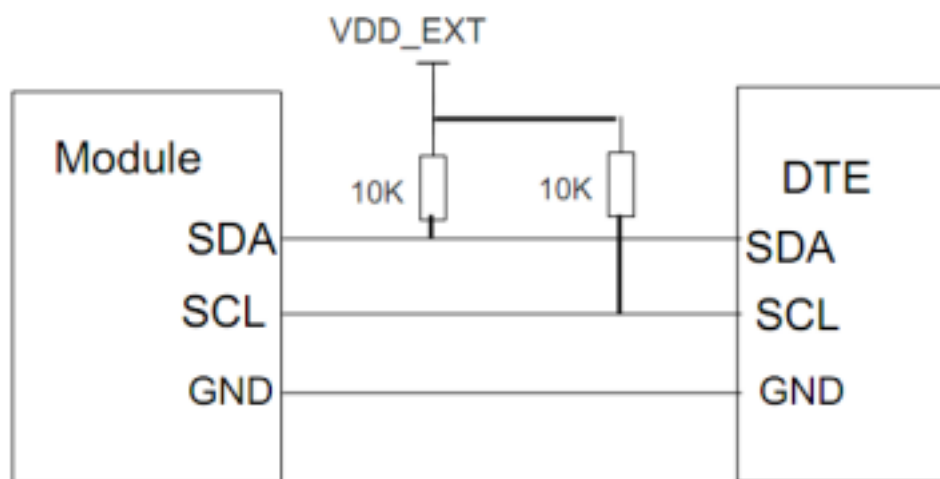 VDD_EXT
Module
DTE
10K
10K
SDA
SDA
SCL
SCL
GND
GND